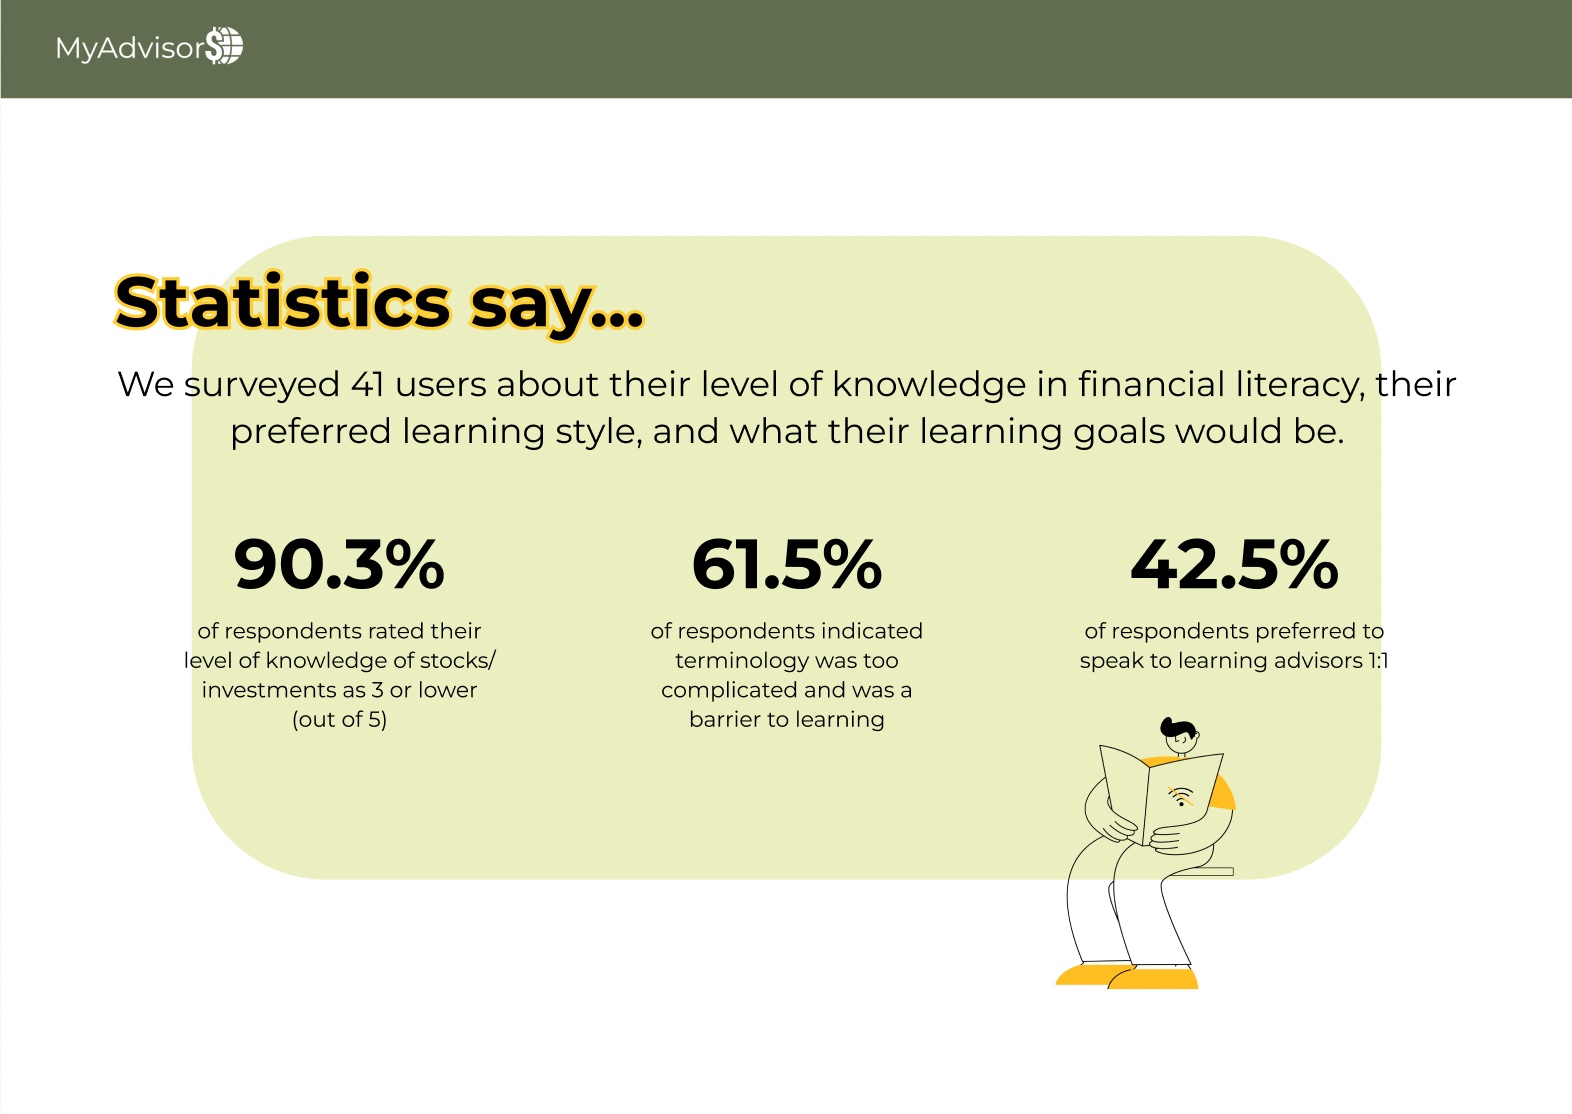 MyAdvisor
Statistics say...
We surveyed 41 users about their level of knowledge in financial literacy, their
preferred learning style, and what their learning goals would be.
90.3%
of respondents rated their
level of knowledge of stocks/
investments as 3 or lower
(out of 5)
61.5%
of respondents indicated
terminology was too
complicated and was a
barrier to learning
42.5%
of respondents preferred to
speak to learning advisors 1:1